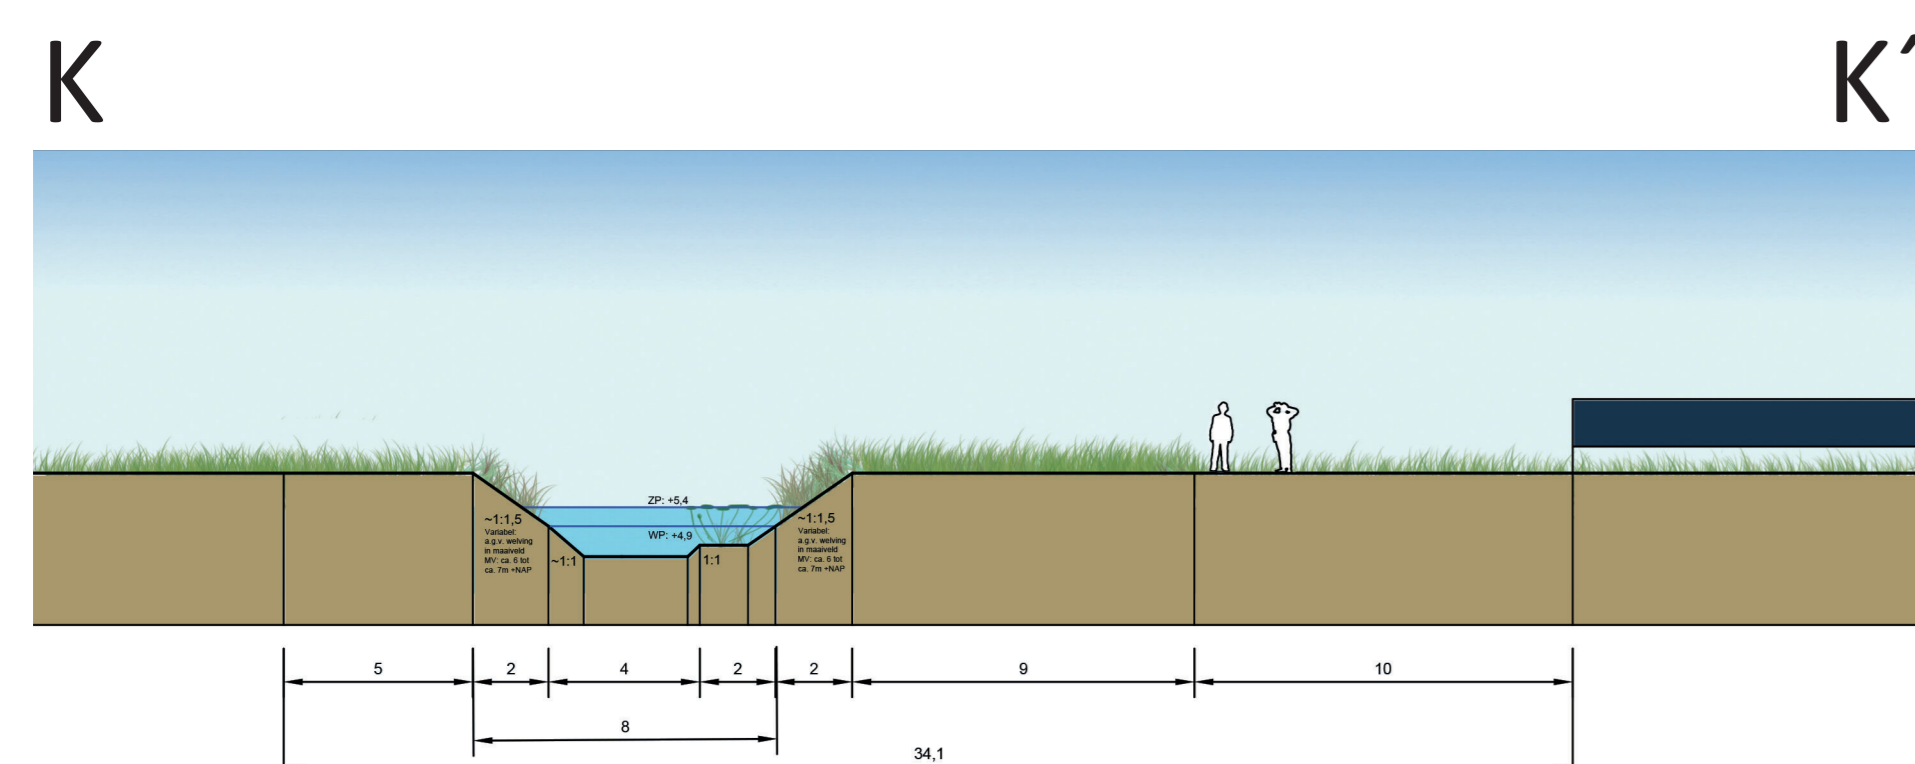 K
K´
ZP: +5,4
WP: +4,9
~1:1,5
Variabel:
a.g.v. welving
in maaiveld
MV: ca. 6 tot
ca. 7m +NAP
~1:1
1:1
~1:1,5
Variabel:
a.g.v. welving
in maaiveld
MV: ca. 6 tot
ca. 7m +NAP
5
2
4
2
2
9
10
8
34,1